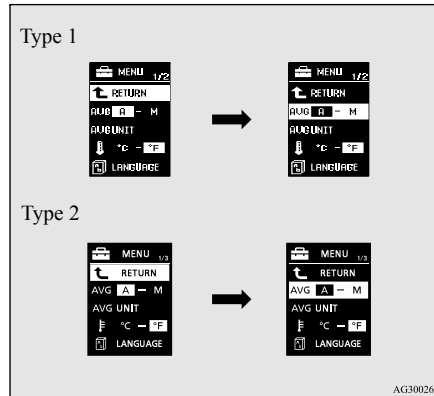 Type 1
MENU 1/2
RETURN
AVG A – M
AVG UNIT
°C – °F
LANGUAGE
MENU 1/2
RETURN
AVG A – M
AVG UNIT
°C – °F
LANGUAGE
Type 2
MENU 1/3
RETURN
AVG A – M
AVG UNIT
°C – °F
LANGUAGE
MENU 1/3
RETURN
AVG A – M
AVG UNIT
°C – °F
LANGUAGE
AG30026